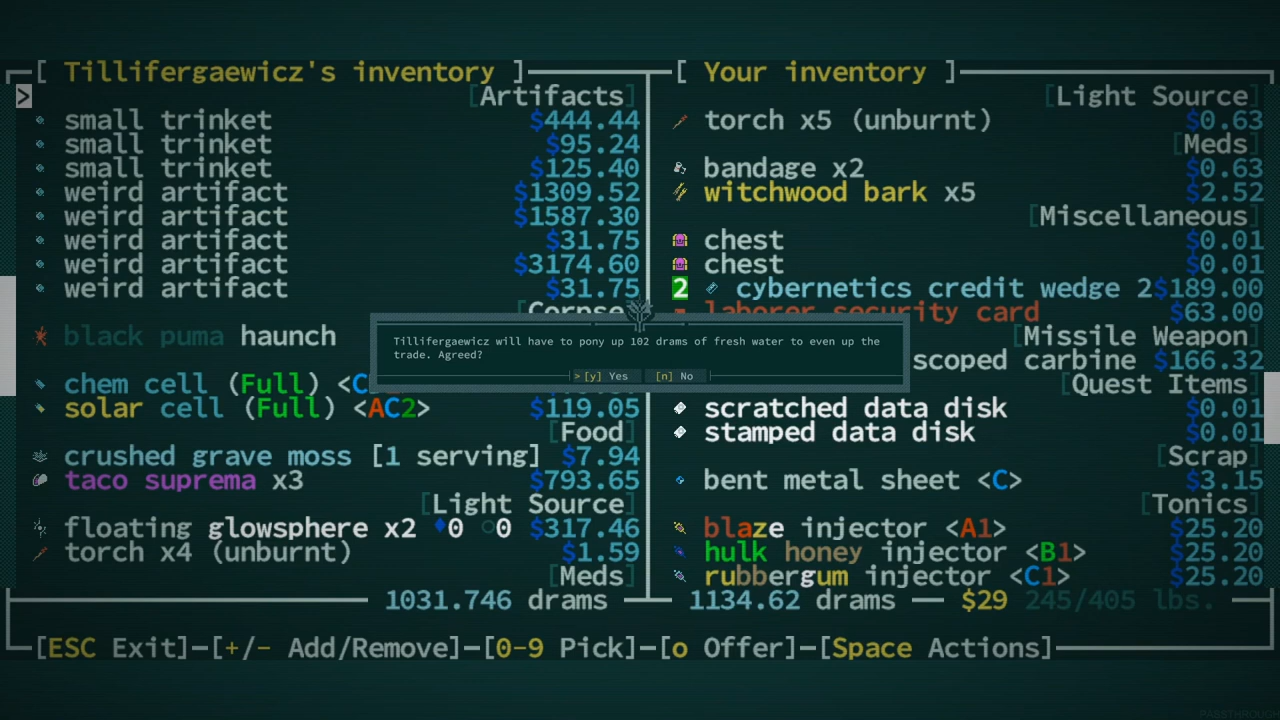 [ Tillifergaewicz's inventory ]
[Artifacts]
small trinket $444.44
small trinket $95.24
small trinket $125.40
weird artifact $1309.52
weird artifact $1587.30
weird artifact $31.75
weird artifact $3174.60
weird artifact $31.75
[Corpse
black puma haunch
chem cell (Full) <C
solar cell (Full) <AC2> $119.05
[Food]
crushed grave moss [1 serving] $7.94
taco suprema x3 $793.65
[Light Source]
floating glowsphere x2 ♦0 ○0 $317.46
torch x4 (unburnt) $1.59
[Meds]
1031.746 drams
[ Your inventory ]
[Light Source]
torch x5 (unburnt) $0.63
[Meds]
bandage x2 $0.63
witchwood bark x5 $2.52
[Miscellaneous]
chest $0.01
chest $0.01
2 cybernetics credit wedge 2 $189.00
laborer security card $63.00
[Missile Weapon]
scoped carbine $166.32
[Quest Items]
scratched data disk $0.01
stamped data disk $0.01
[Scrap]
bent metal sheet <C> $3.15
[Tonics]
blaze injector <A1> $25.20
hulk honey injector <B1> $25.20
rubbergum injector <C1> $25.20
1134.62 drams $29 245/405 lbs.
Tillifergaewicz will have to pony up 102 drams of fresh water to even up the
trade. Agreed?
> [y] Yes [n] No
[ESC Exit] [+/- Add/Remove] [0-9 Pick] [o Offer] [Space Actions]